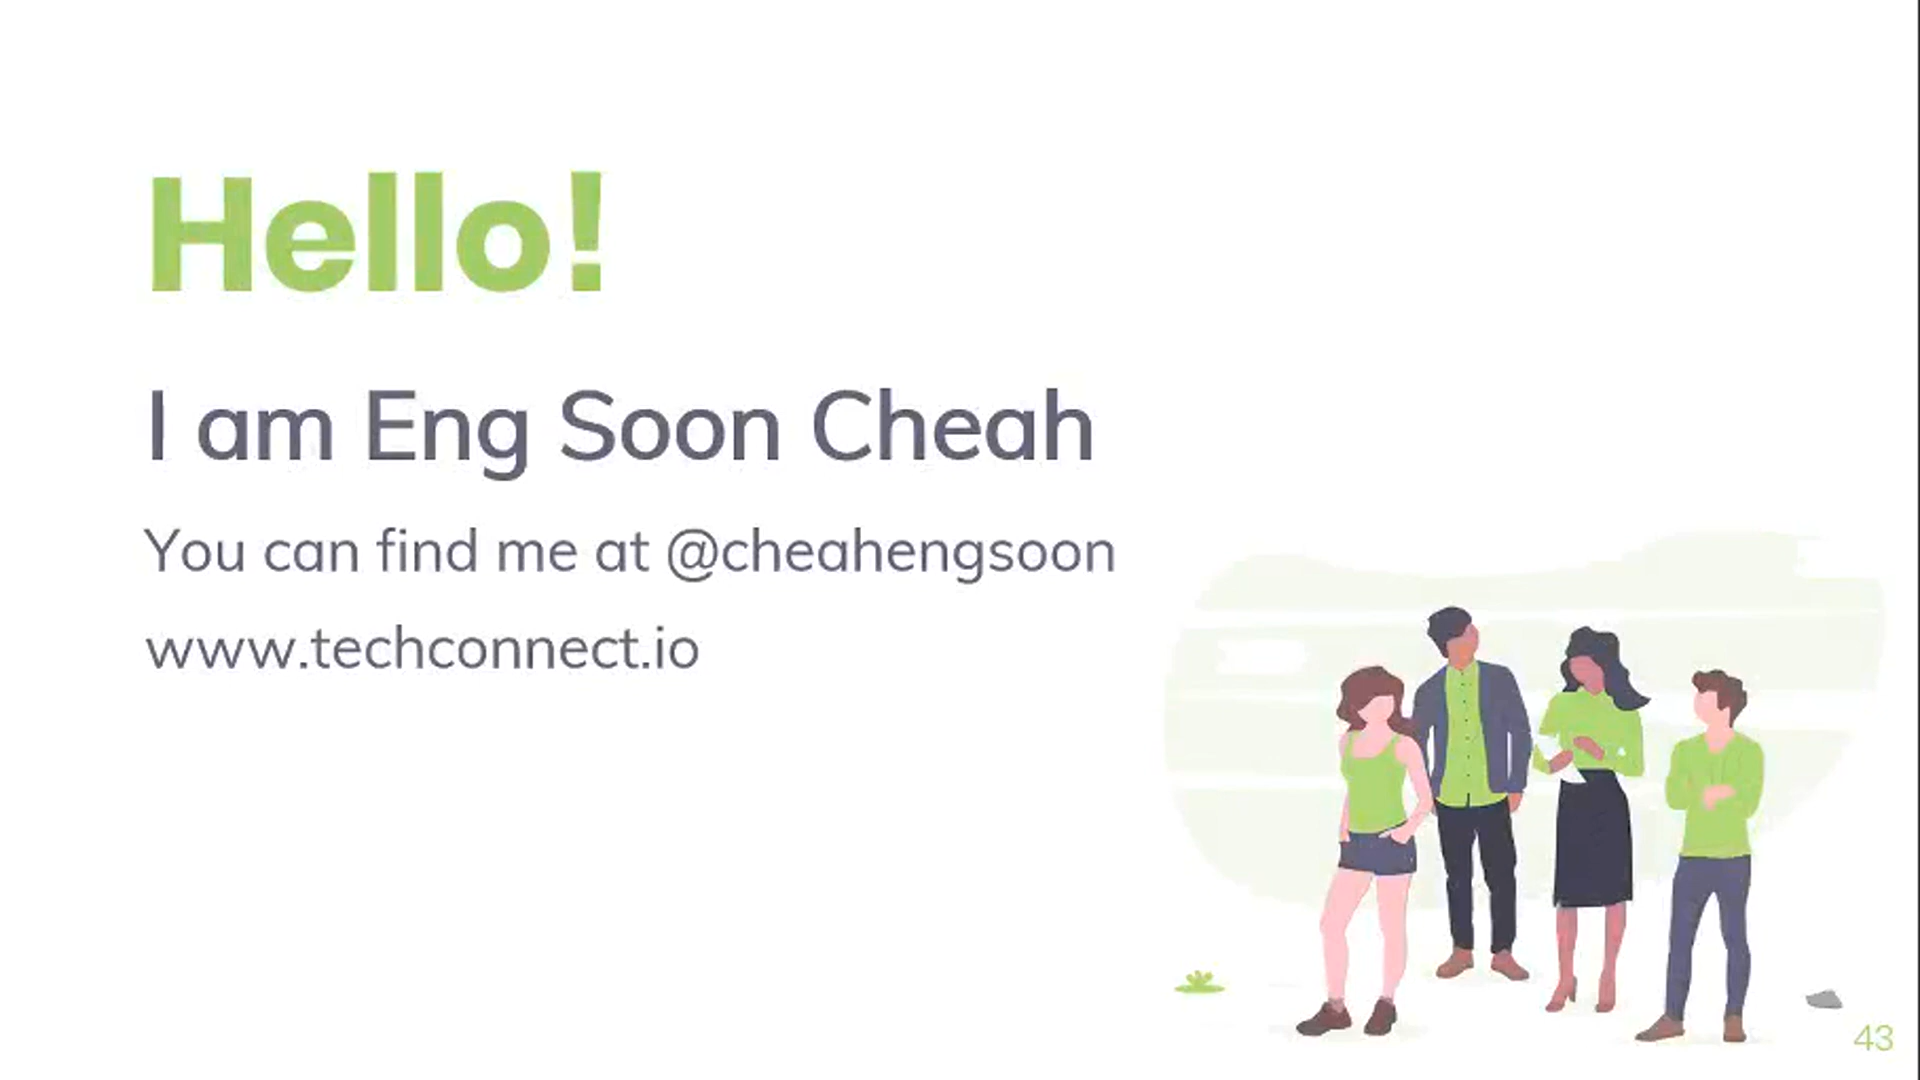 Hello!
I am Eng Soon Cheah
You can find me at @cheahengsoon
www.techconnect.io
43